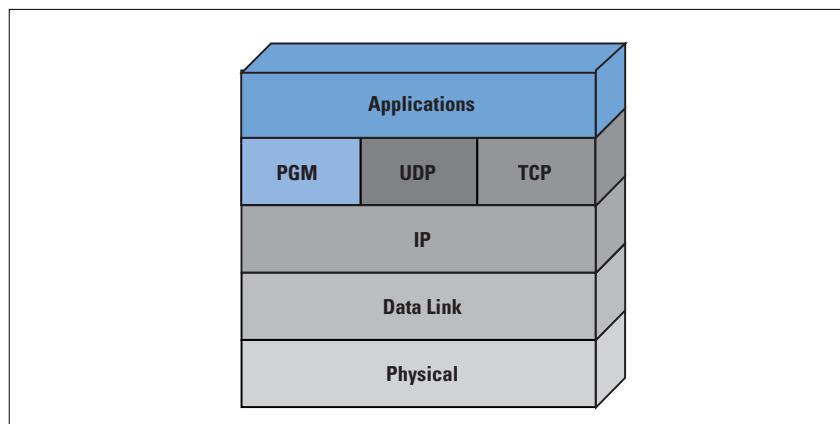 Applications
PGM UDP TCP
IP
Data Link
Physical